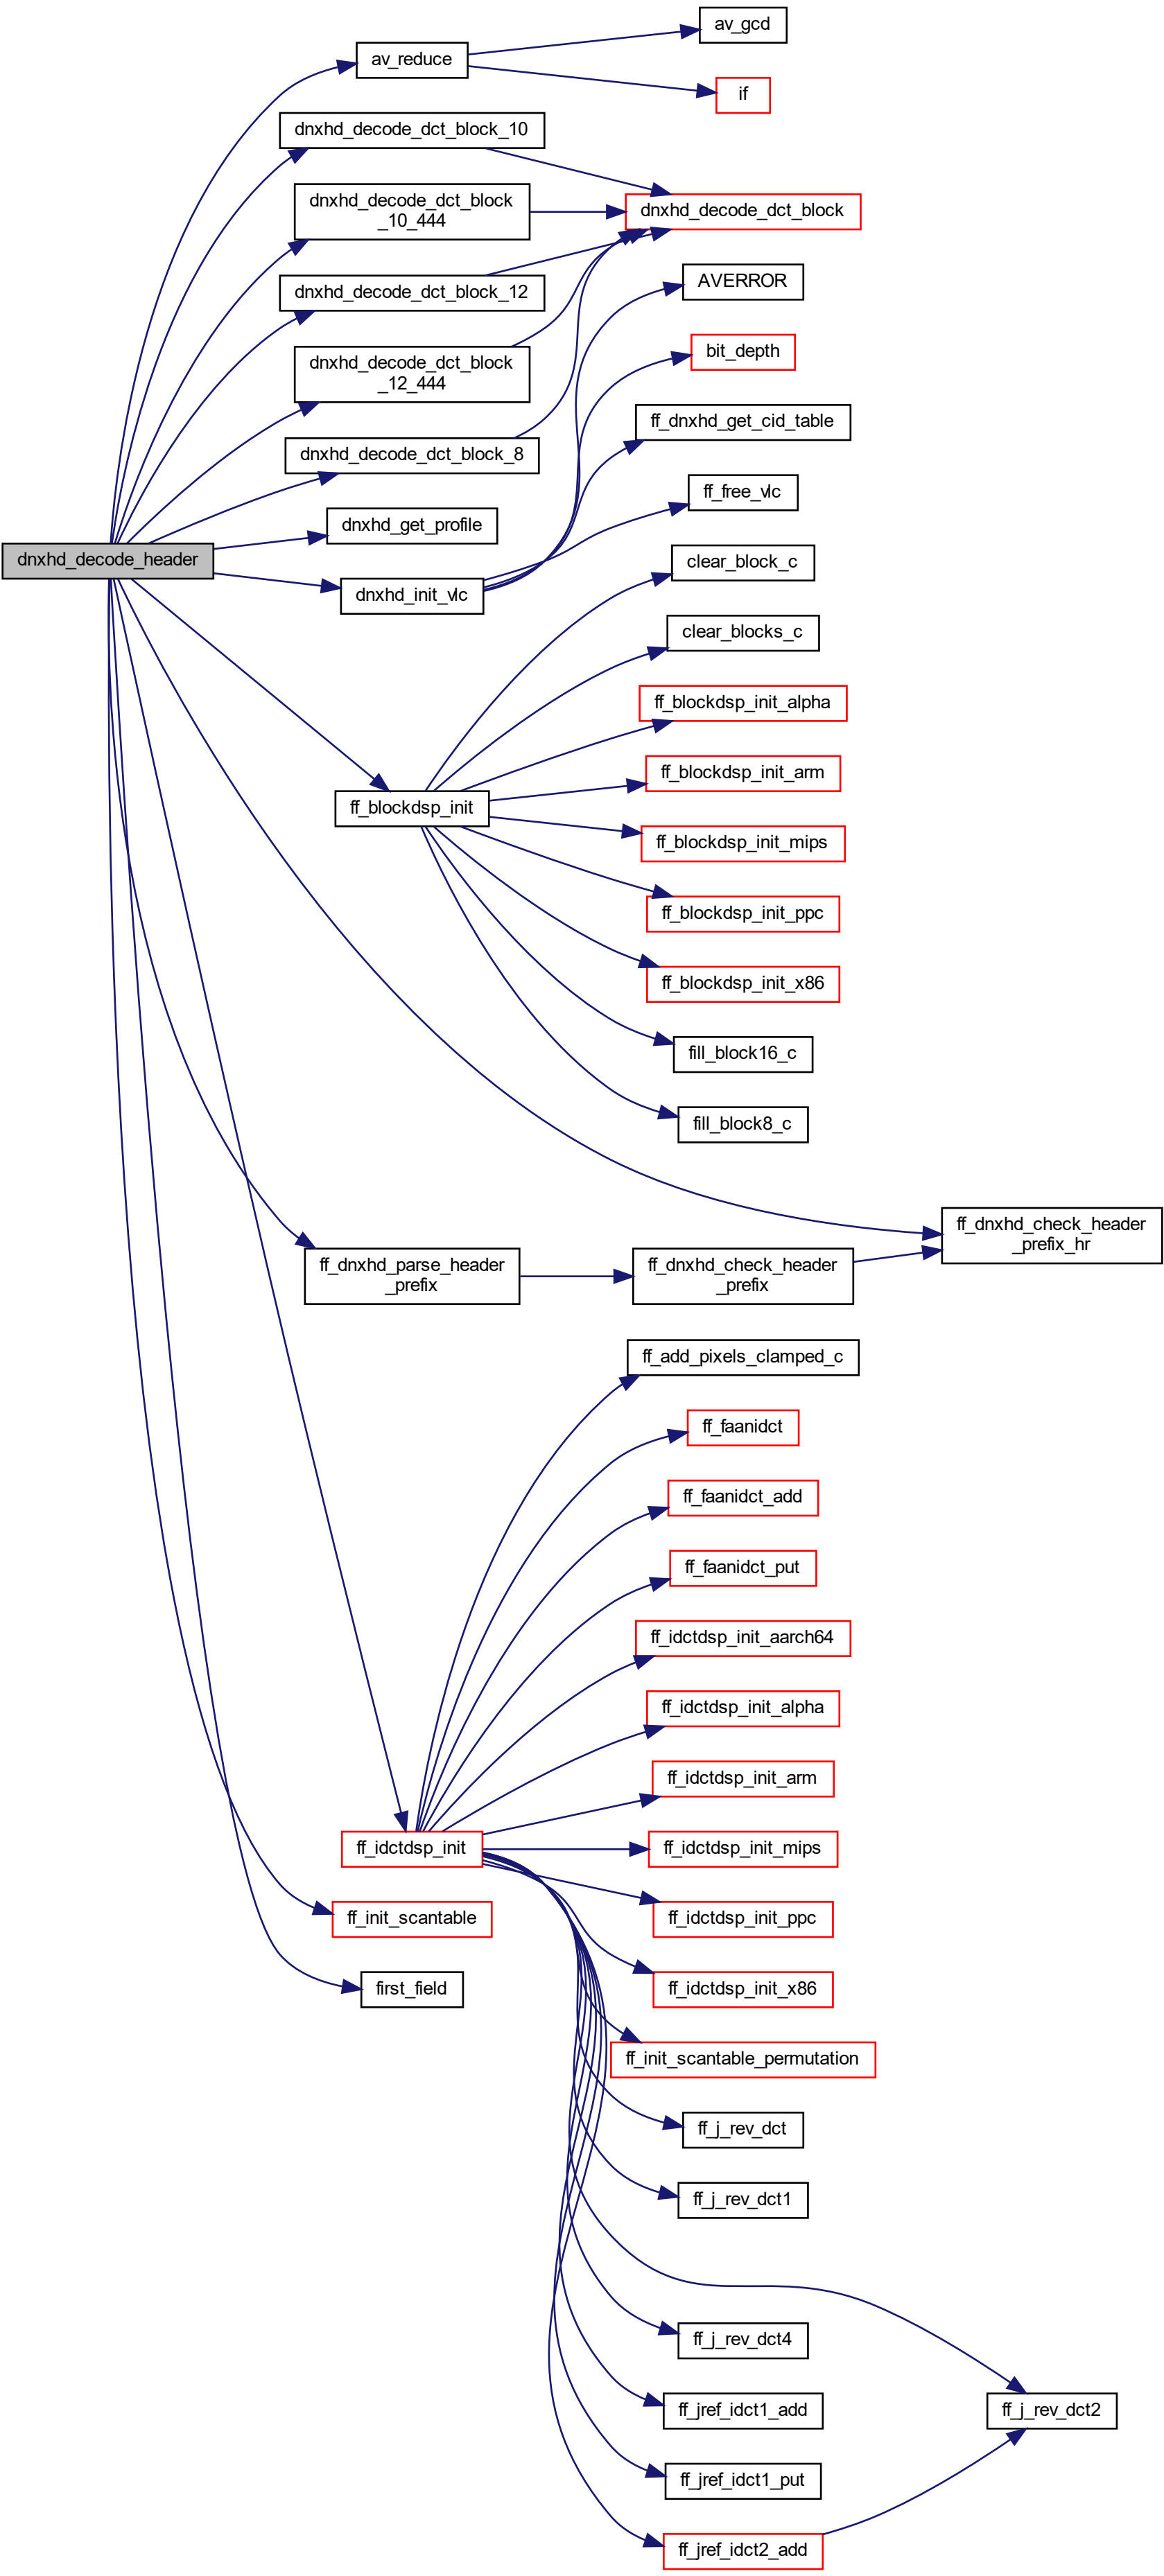 av_gcd
av_reduce
if
dnxhd_decode_dct_block_10
dnxhd_decode_dct_block
_10_444
dnxhd_decode_dct_block
AVERROR
dnxhd_decode_dct_block_12
bit_depth
dnxhd_decode_dct_block
_12_444
ff_dnxhd_get_cid_table
dnxhd_decode_dct_block_8
ff_free_vlc
dnxhd_get_profile
dnxhd_decode_header
clear_block_c
dnxhd_init_vlc
clear_blocks_c
ff_blockdsp_init_alpha
ff_blockdsp_init_arm
ff_blockdsp_init
ff_blockdsp_init_mips
ff_blockdsp_init_ppc
ff_blockdsp_init_x86
fill_block16_c
fill_block8_c
ff_dnxhd_check_header
_prefix_hr
ff_dnxhd_parse_header
_prefix
ff_dnxhd_check_header
_prefix
ff_add_pixels_clamped_c
ff_faanidct
ff_faanidct_add
ff_faanidct_put
ff_idctdsp_init_aarch64
ff_idctdsp_init_alpha
ff_idctdsp_init_arm
ff_idctdsp_init
ff_idctdsp_init_mips
ff_init_scantable
ff_idctdsp_init_ppc
first_field
ff_idctdsp_init_x86
ff_init_scantable_permutation
ff_j_rev_dct
ff_j_rev_dct1
ff_j_rev_dct4
ff_jref_idct1_add
ff_j_rev_dct2
ff_jref_idct1_put
ff_jref_idct2_add